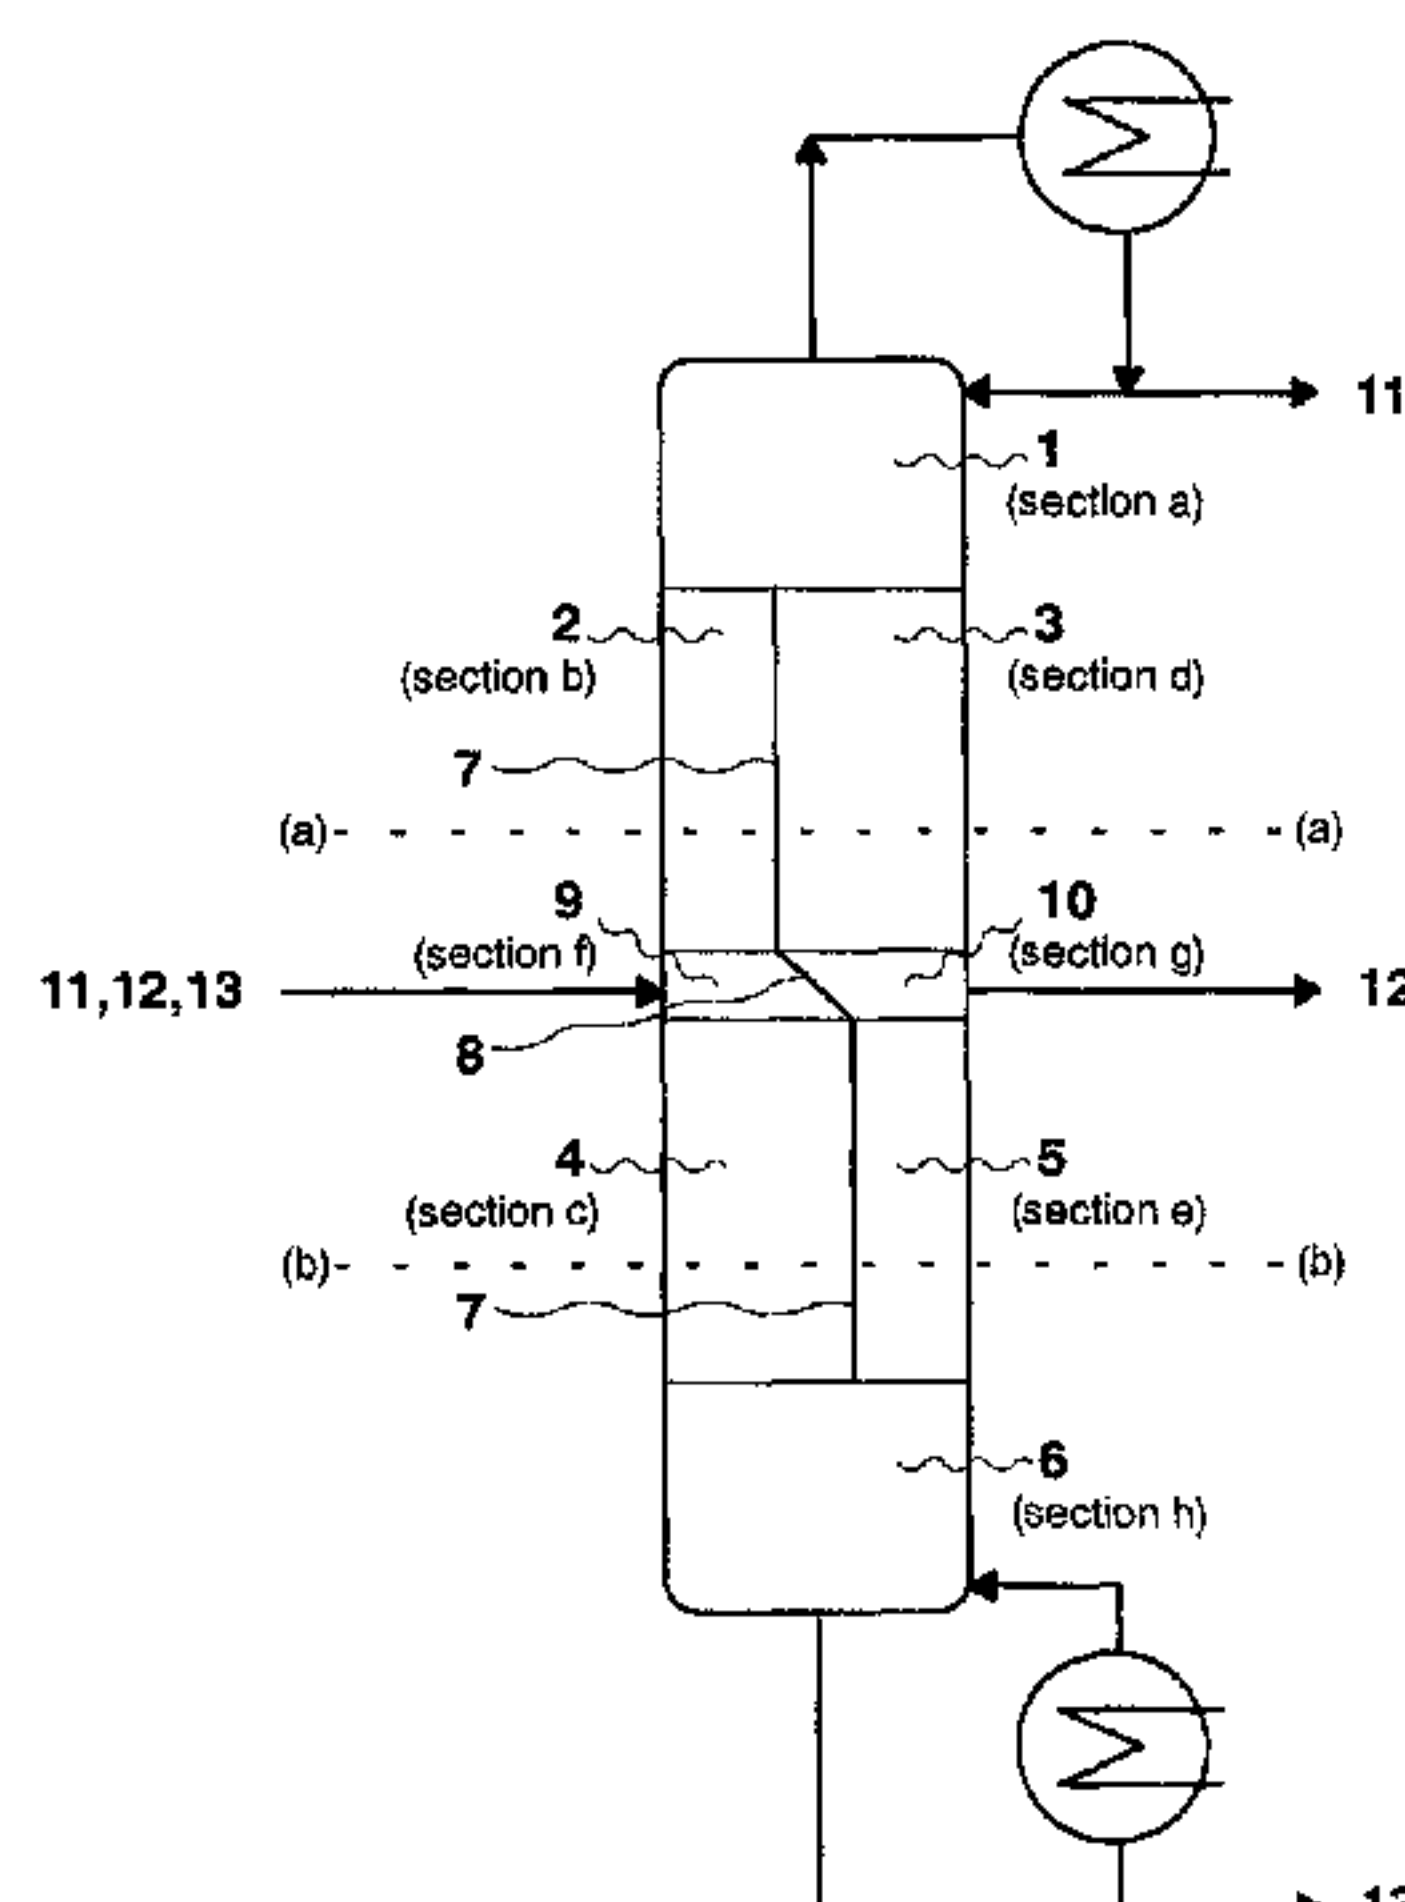 11
1
(section a)
2
3
(section b)
(section d)
7
(a)
(a)
9
10
(section f)
(section g)
11,12,13
12
8
4
5
(section c)
(section e)
(b)
(b)
7
6
(section h)